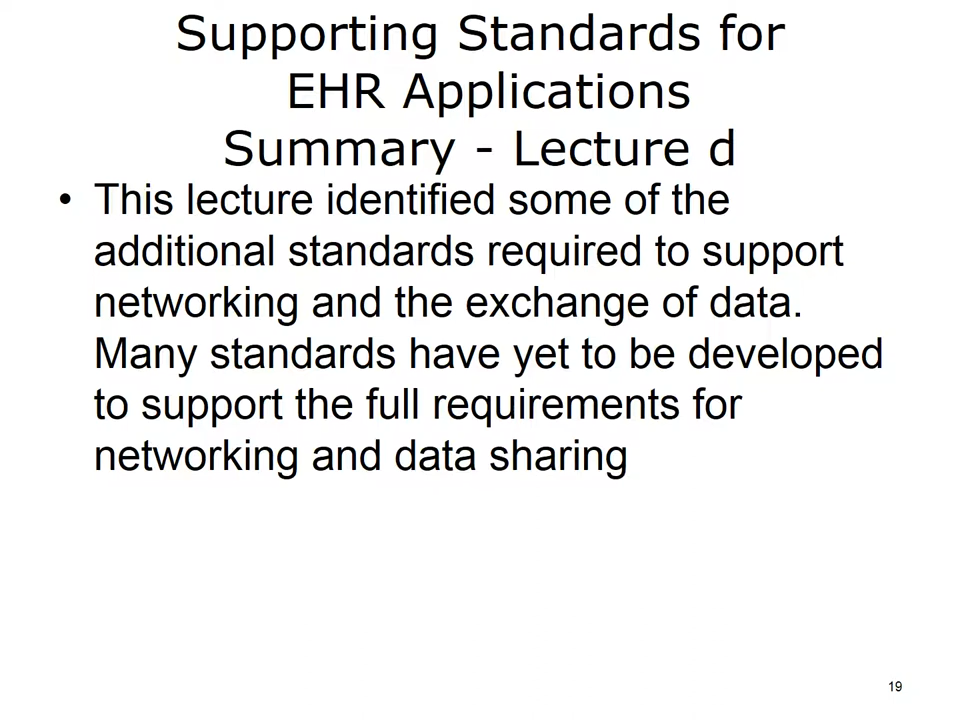 Supporting Standards for
EHR Applications
Summary - Lecture d
• This lecture identified some of the
additional standards required to support
networking and the exchange of data.
Many standards have yet to be developed
to support the full requirements for
networking and data sharing
19